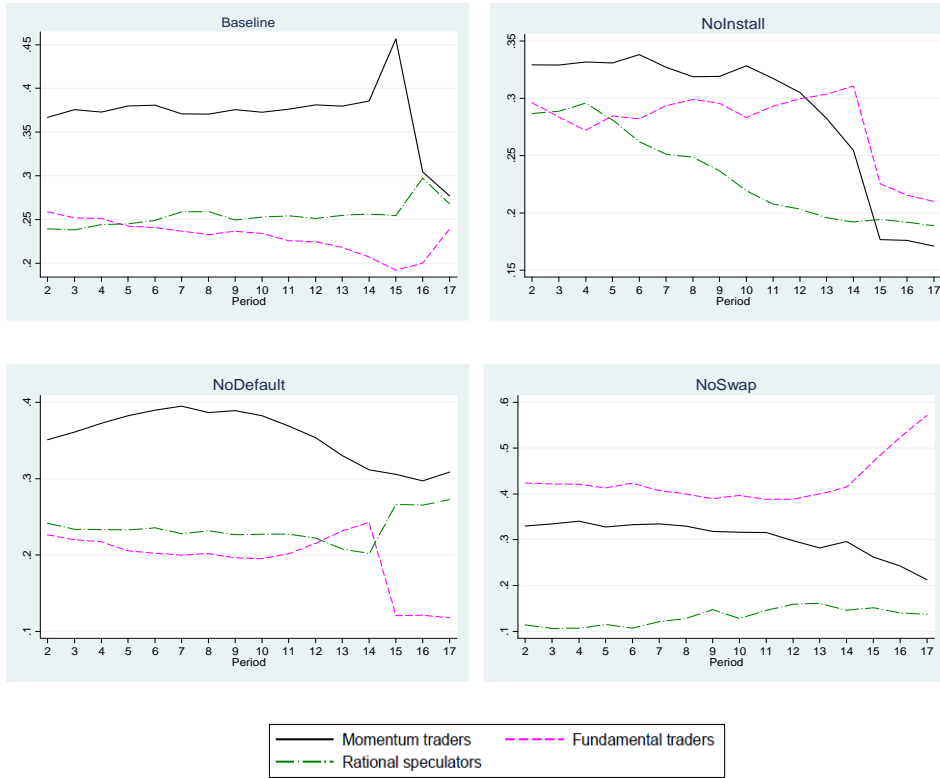 Baseline
.45
.4
.35
.3
.25
.2
2 3 4 5 6 7 8 9 10 11 12 13 14 15 16 17
Period
NoInstall
.35
.3
.25
.2
.15
2 3 4 5 6 7 8 9 10 11 12 13 14 15 16 17
Period
NoDefault
.4
.3
.2
.1
2 3 4 5 6 7 8 9 10 11 12 13 14 15 16 17
Period
NoSwap
.6
.5
.4
.3
.2
.1
2 3 4 5 6 7 8 9 10 11 12 13 14 15 16 17
Period
Momentum traders Fundamental traders
Rational speculators